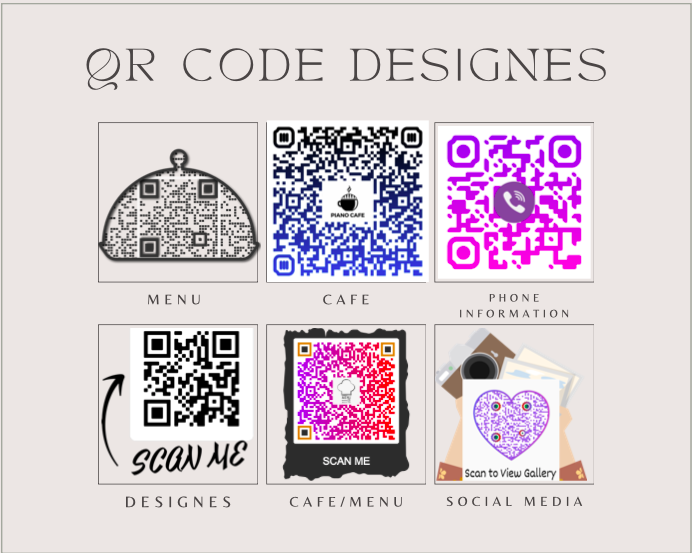 QR CODE DESIGNES
PIANO CAFE
MENU
CAFE
PHONE
INFORMATION
SCAN ME
SCAN ME
Scan to View Gallery
DESIGNES
CAFE/MENU
SOCIAL MEDIA